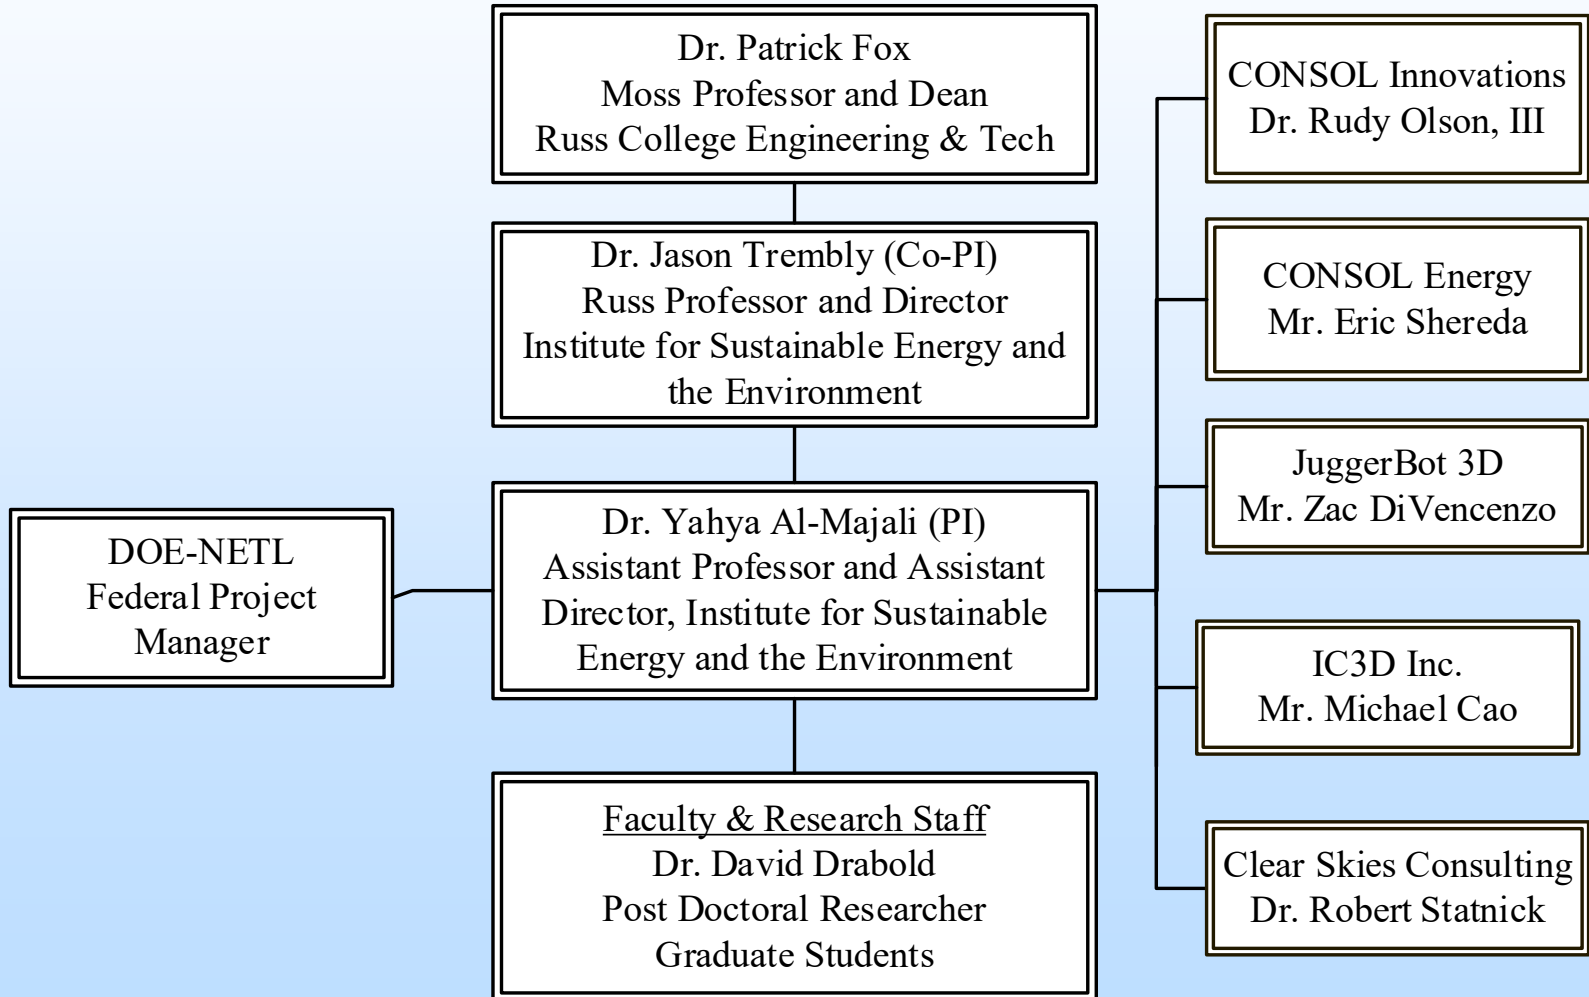 Dr. Patrick Fox
Moss Professor and Dean
Russ College Engineering & Tech
Dr. Jason Trembly (Co-PI)
Russ Professor and Director
Institute for Sustainable Energy and
the Environment
DOE-NETL
Federal Project
Manager
Dr. Yahya Al-Majali (PI)
Assistant Professor and Assistant
Director, Institute for Sustainable
Energy and the Environment
Faculty & Research Staff
Dr. David Drabold
Post Doctoral Researcher
Graduate Students
CONSOL Innovations
Dr. Rudy Olson, III
CONSOL Energy
Mr. Eric Shereda
JuggerBot 3D
Mr. Zac DiVencenzo
IC3D Inc.
Mr. Michael Cao
Clear Skies Consulting
Dr. Robert Statnick